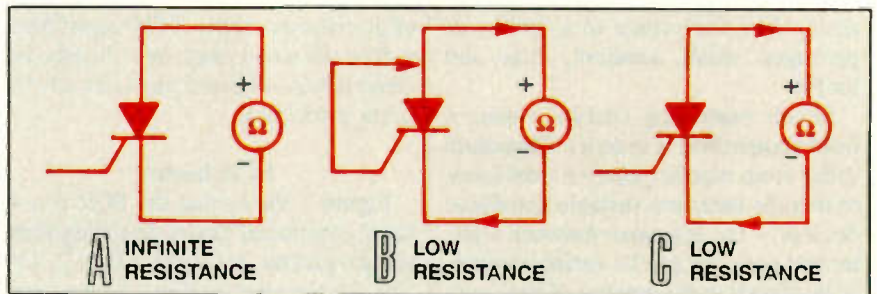 +
Ω
−
A INFINITE
RESISTANCE
+
Ω
−
B LOW
RESISTANCE
+
Ω
−
C LOW
RESISTANCE